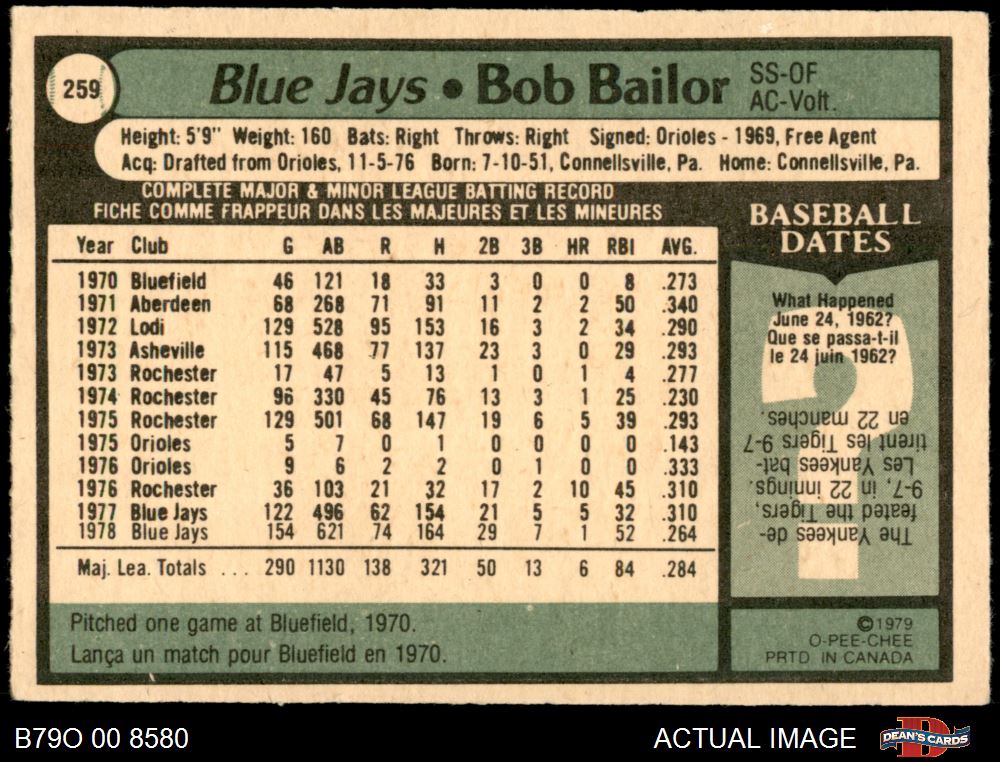 259
Blue Jays • Bob Bailor
SS-OF
AC-Volt.
Height: 5'9" Weight: 160 Bats: Right Throws: Right Signed: Orioles - 1969, Free Agent
Acq: Drafted from Orioles, 11-5-76 Born: 7-10-51, Connellsville, Pa. Home: Connellsville, Pa.
COMPLETE MAJOR & MINOR LEAGUE BATTING RECORD
FICHE COMME FRAPPEUR DANS LES MAJEURES ET LES MINEURES
Year Club G AB R H 2B 3B HR RBI AVG.
1970 Bluefield 46 121 18 33 3 0 0 8 .273
1971 Aberdeen 68 268 71 91 11 2 2 50 .340
1972 Lodi 129 528 95 153 16 3 2 34 .290
1973 Asheville 115 468 77 137 23 3 0 29 .293
1973 Rochester 17 47 5 13 1 0 1 4 .277
1974 Rochester 96 330 45 76 13 3 1 25 .230
1975 Rochester 129 501 68 147 19 6 5 39 .293
1975 Orioles 5 7 0 1 0 0 0 0 .143
1976 Orioles 9 6 2 2 0 1 0 0 .333
1976 Rochester 36 103 21 32 17 2 10 45 .310
1977 Blue Jays 122 496 62 154 21 5 5 32 .310
1978 Blue Jays 154 621 74 164 29 7 1 52 .264
Maj. Lea. Totals ... 290 1130 138 321 50 13 6 84 .284
Pitched one game at Bluefield, 1970.
Lança un match pour Bluefield en 1970.
BASEBALL
DATES
What Happened
June 24, 1962?
Que se passa-t-il
le 24 juin 1962?
The Yankees de-
feated the Tigers,
9-7, in 22 innings.
Les Yankees bat-
tirent les Tigers 9-7
en 22 manches.
©1979
O-PEE-CHEE
PRTD IN CANADA
B79O 00 8580
ACTUAL IMAGE
DEAN'S CARDS